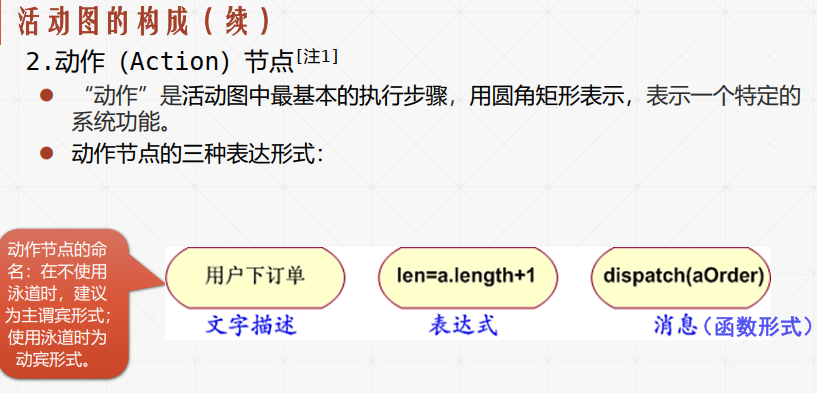 活动图的构成（续）
2.动作（Action）节点[注1]
“动作”是活动图中最基本的执行步骤，用圆角矩形表示，表示一个特定的
系统功能。
动作节点的三种表达形式：
动作节点的命
名：在不使用
泳道时，建议
为主谓宾形式；
使用泳道时为
动宾形式。
用户下订单
len=a.length+1
dispatch(aOrder)
文字描述
表达式
消息（函数形式）